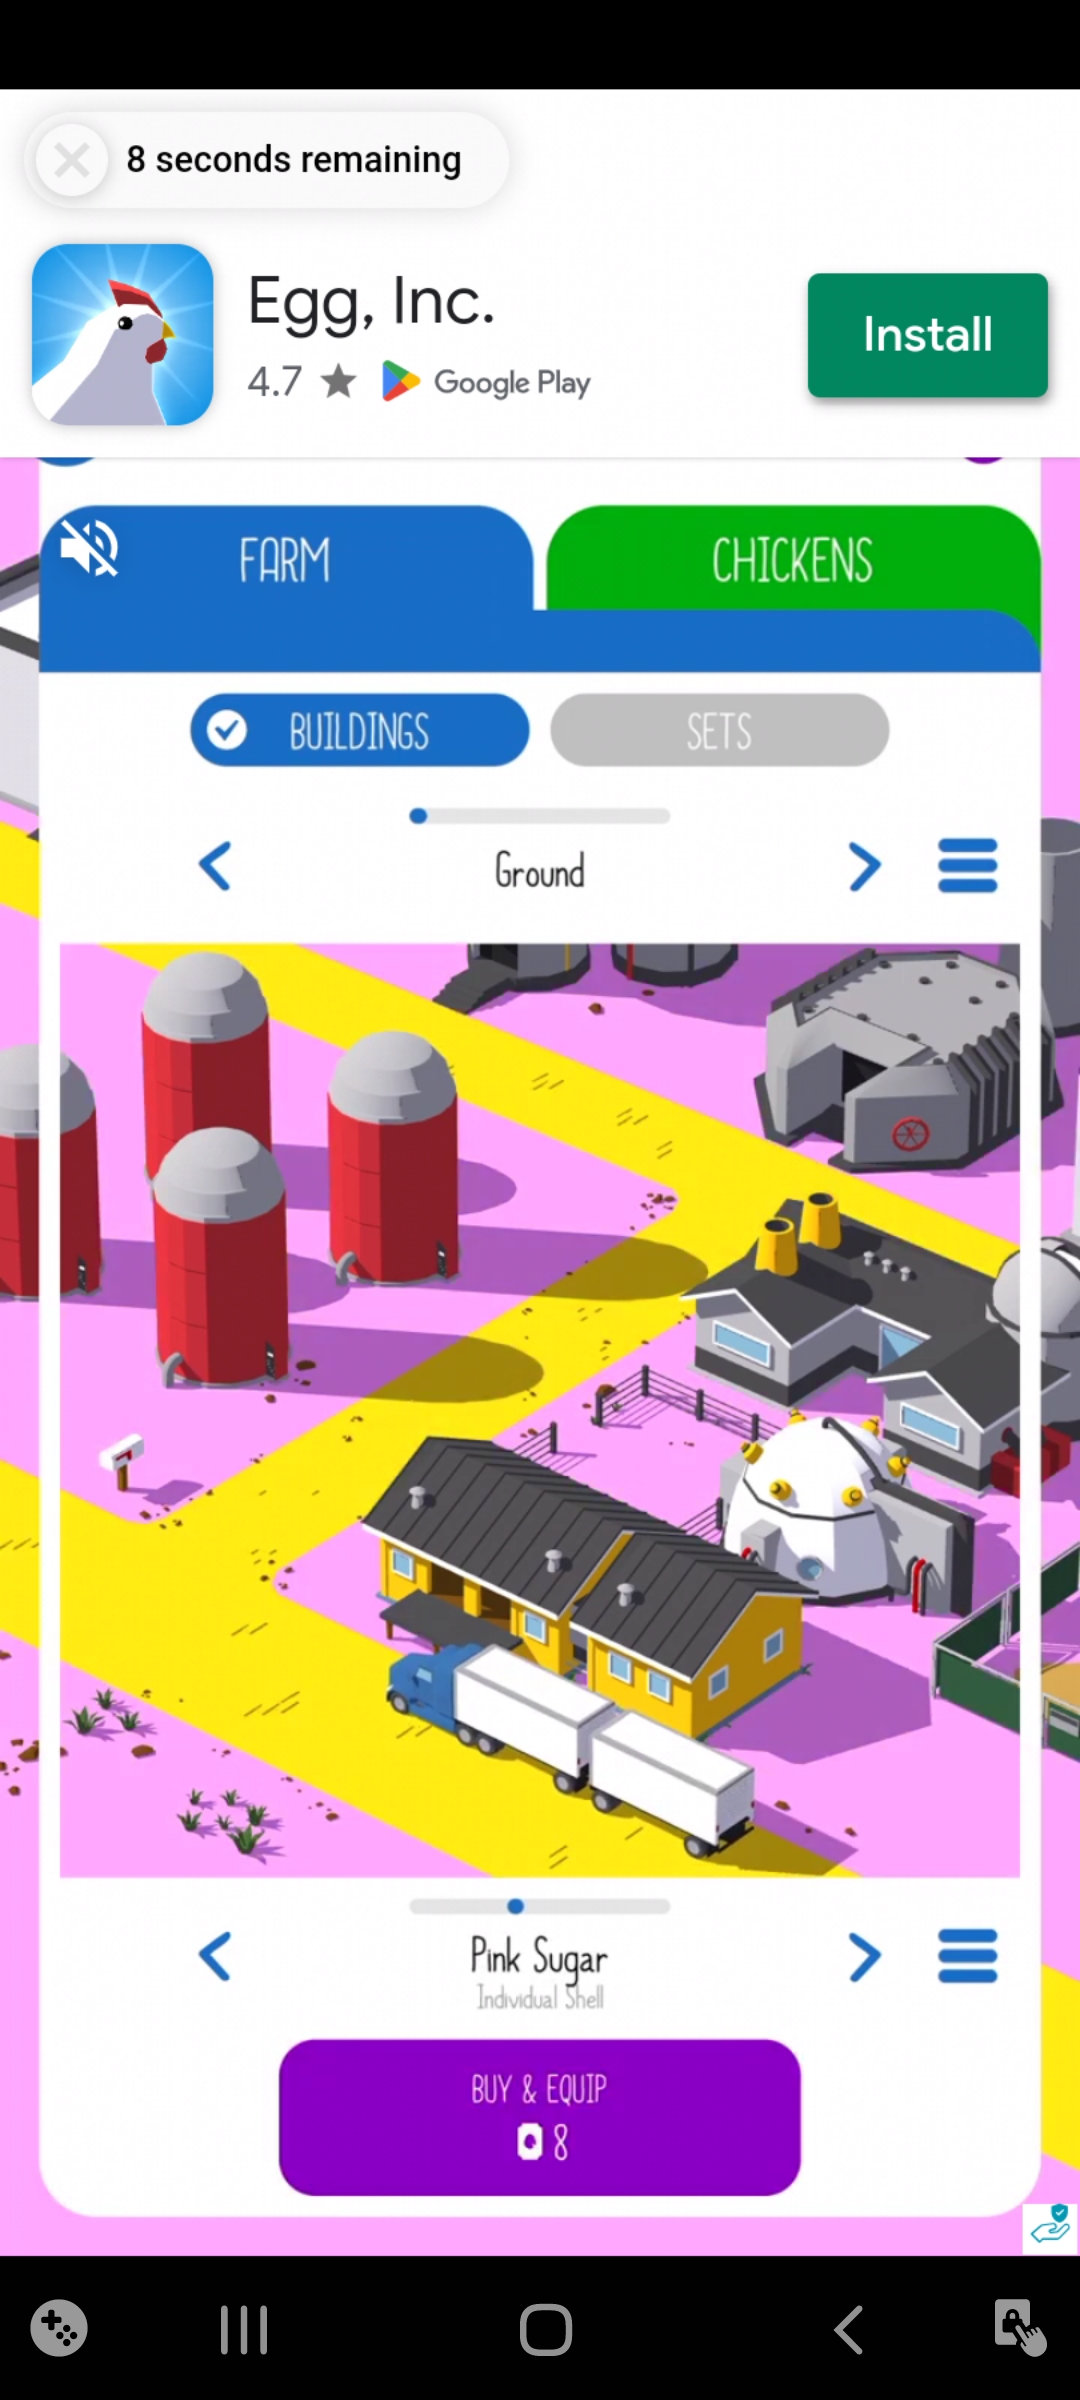 8 seconds remaining
Egg, Inc.
4.7 Google Play
Install
FARM
CHICKENS
BUILDINGS
SETS
Ground
Pink Sugar
Individual Shell
BUY & EQUIP
8